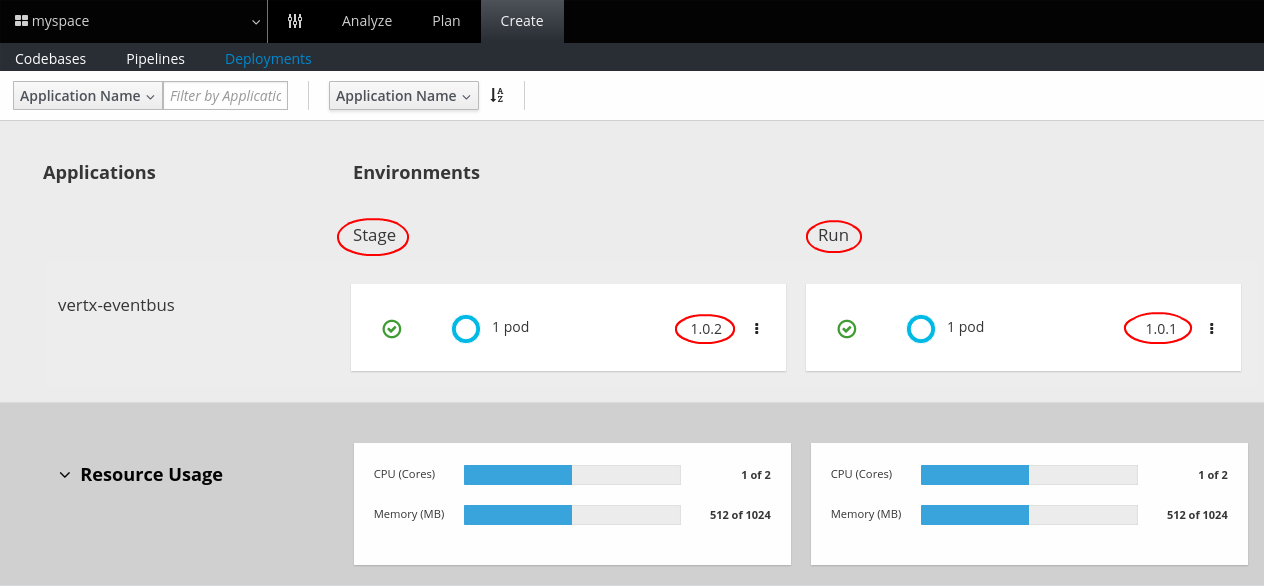 myspace Analyze Plan Create
Codebases Pipelines Deployments
Application Name Filter by Applicatic Application Name A Z
Applications Environments
Stage Run
vertx-eventbus
1 pod 1.0.2 1 pod 1.0.1
Resource Usage
CPU (Cores) 1 of 2 CPU (Cores) 1 of 2
Memory (MB) 512 of 1024 Memory (MB) 512 of 1024